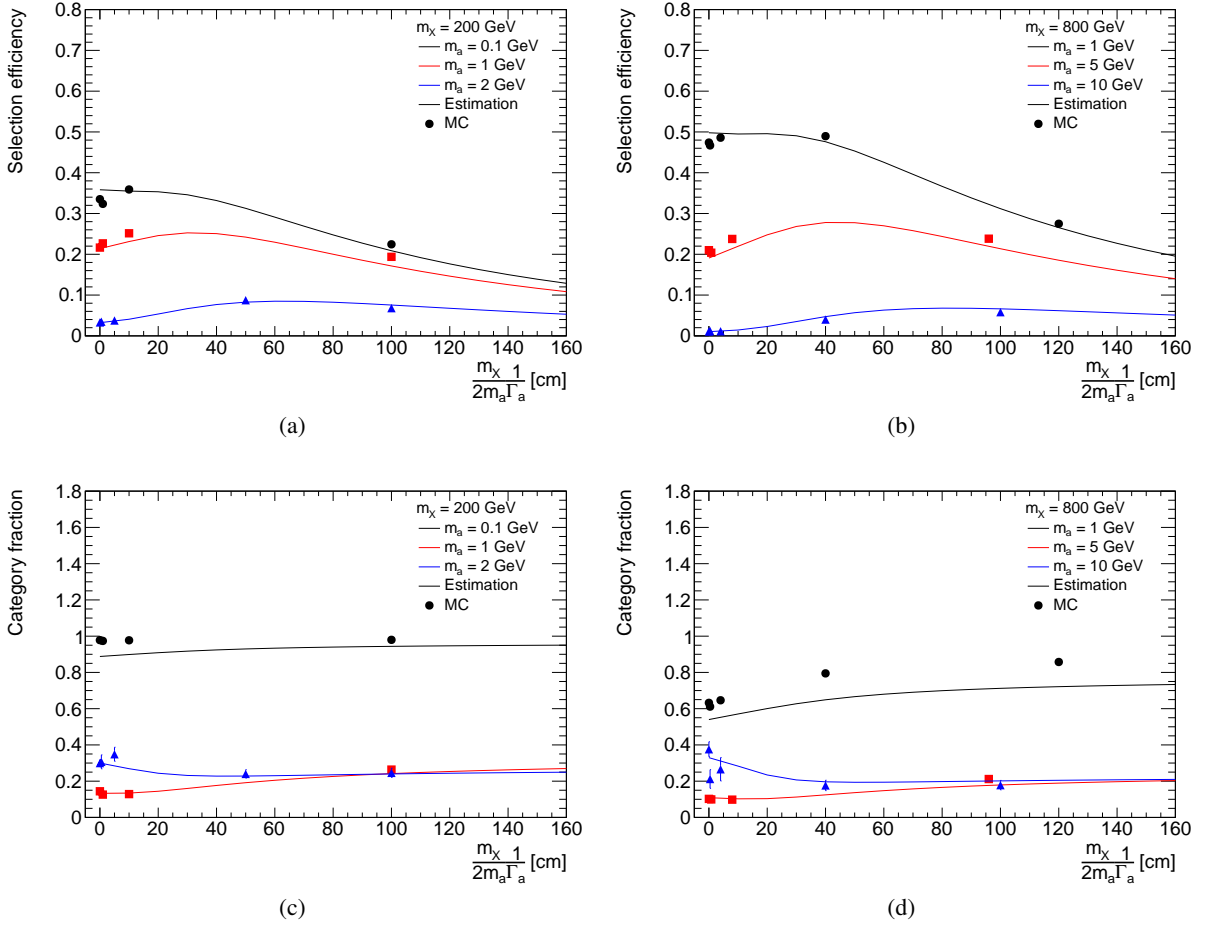 Selection efficiency
0.8
0.7
0.6
0.5
0.4
0.3
0.2
0.1
0
m_X = 200 GeV
m_a = 0.1 GeV
m_a = 1 GeV
m_a = 2 GeV
Estimation
MC
0 20 40 60 80 100 120 140 160
m_X 1
2m_aΓ_a [cm]
(a)
Selection efficiency
0.8
0.7
0.6
0.5
0.4
0.3
0.2
0.1
0
m_X = 800 GeV
m_a = 1 GeV
m_a = 5 GeV
m_a = 10 GeV
Estimation
MC
0 20 40 60 80 100 120 140 160
m_X 1
2m_aΓ_a [cm]
(b)
Category fraction
1.8
1.6
1.4
1.2
1
0.8
0.6
0.4
0.2
0
m_X = 200 GeV
m_a = 0.1 GeV
m_a = 1 GeV
m_a = 2 GeV
Estimation
MC
0 20 40 60 80 100 120 140 160
m_X 1
2m_aΓ_a [cm]
(c)
Category fraction
1.8
1.6
1.4
1.2
1
0.8
0.6
0.4
0.2
0
m_X = 800 GeV
m_a = 1 GeV
m_a = 5 GeV
m_a = 10 GeV
Estimation
MC
0 20 40 60 80 100 120 140 160
m_X 1
2m_aΓ_a [cm]
(d)